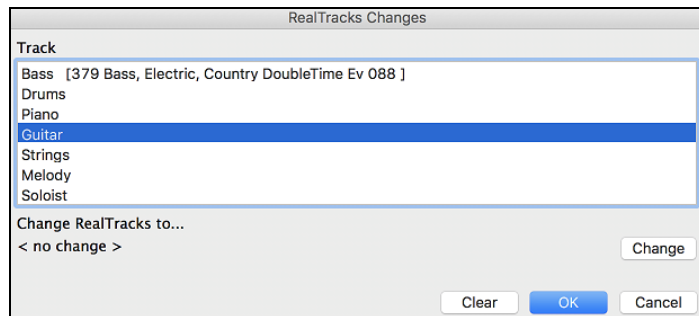 RealTracks Changes
Track
Bass [379 Bass, Electric, Country DoubleTime Ev 088 ]
Drums
Piano
Guitar
Strings
Melody
Soloist
Change RealTracks to...
< no change >
Change
Clear OK Cancel